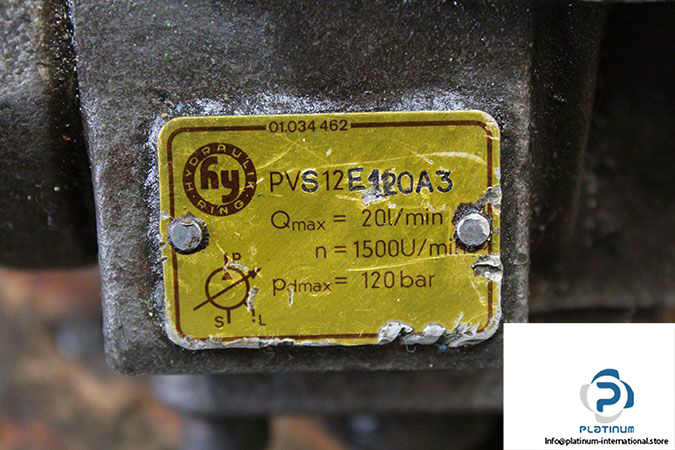 01.034 462
HYDRAULIK RING
hy
PVS12E120A3
Qmax = 20l/min
n = 1500U/min
pdmax = 120 bar
P
S L
PLATINUM
Info@platinum-international.store